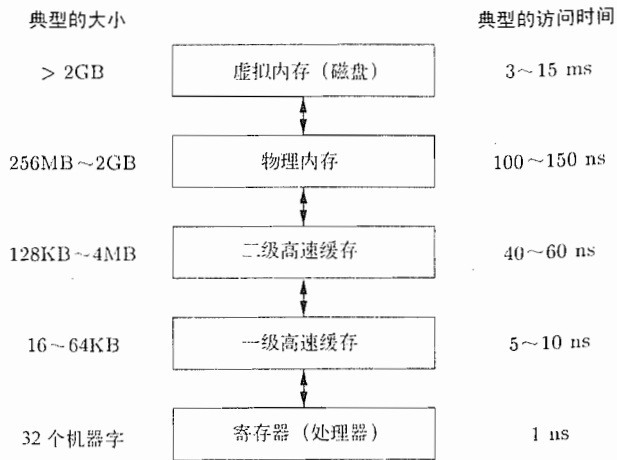 典型的大小
典型的访问时间
> 2GB
虚拟内存（磁盘）
3～15 ms
256MB～2GB
物理内存
100～150 ns
128KB～4MB
二级高速缓存
40～60 ns
16～64KB
一级高速缓存
5～10 ns
32 个机器字
寄存器（处理器）
1 ns